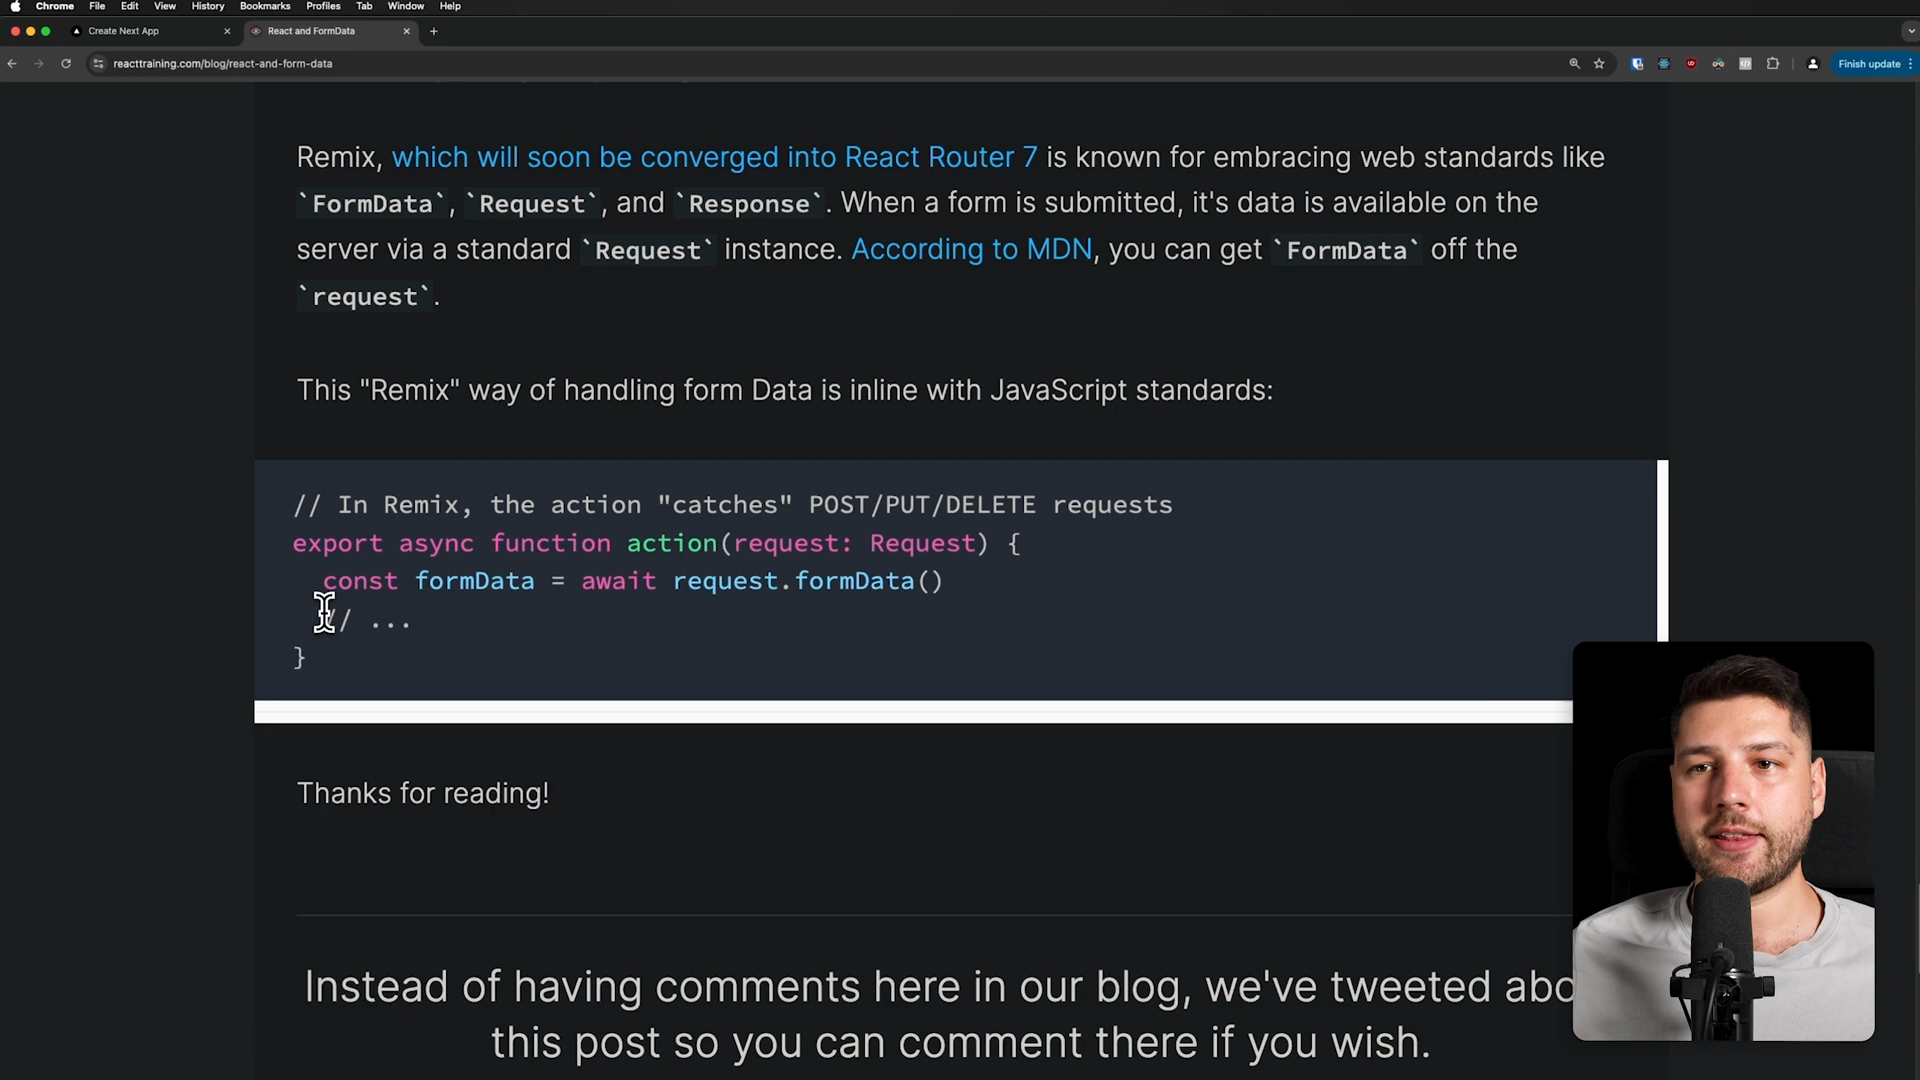 Chrome File Edit View History Bookmarks Profiles Tab Window Help
Create Next App
React and FormData
reacttraining.com/blog/react-and-form-data
Finish update
Remix, which will soon be converged into React Router 7 is known for embracing web standards like
`FormData`, `Request`, and `Response`. When a form is submitted, it's data is available on the
server via a standard `Request` instance. According to MDN, you can get `FormData` off the
`request`.
This "Remix" way of handling form Data is inline with JavaScript standards:
// In Remix, the action "catches" POST/PUT/DELETE requests
export async function action(request: Request) {
const formData = await request.formData()
// ...
}
Thanks for reading!
Instead of having comments here in our blog, we've tweeted abo
this post so you can comment there if you wish.